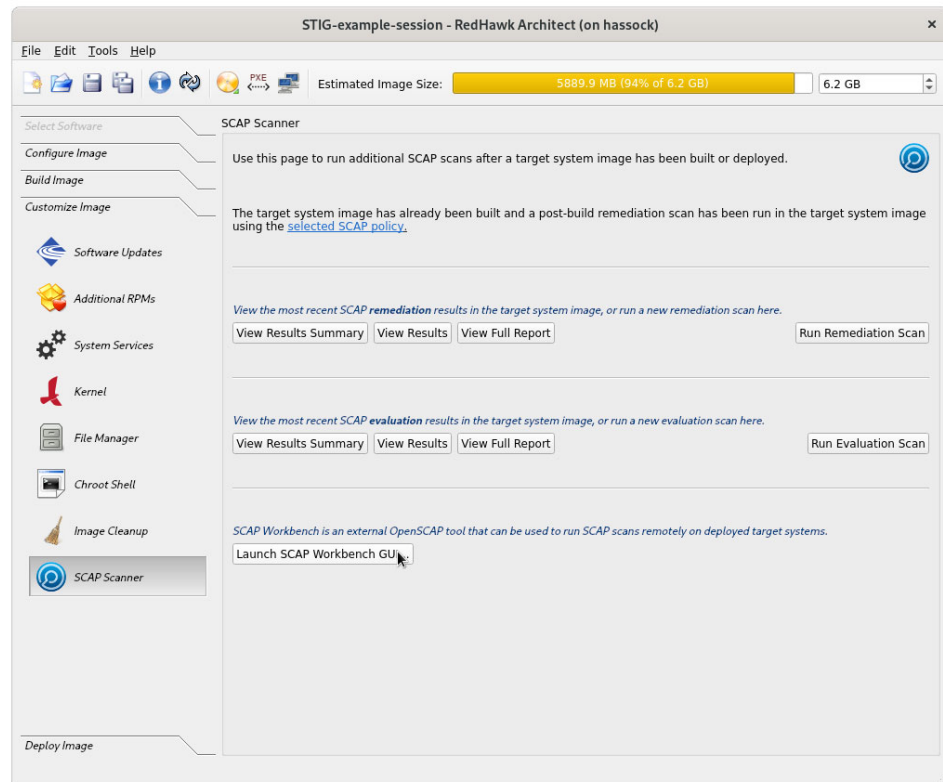 STIG-example-session - RedHawk Architect (on hassock)
File Edit Tools Help
PXE
Estimated Image Size:
5889.9 MB (94% of 6.2 GB)
6.2 GB
Select Software
Configure Image
Build Image
Customize Image
Software Updates
Additional RPMs
System Services
Kernel
File Manager
Chroot Shell
Image Cleanup
SCAP Scanner
Deploy Image
SCAP Scanner
Use this page to run additional SCAP scans after a target system image has been built or deployed.
The target system image has already been built and a post-build remediation scan has been run in the target system image
using the selected SCAP policy.
View the most recent SCAP remediation results in the target system image, or run a new remediation scan here.
View Results Summary View Results View Full Report Run Remediation Scan
View the most recent SCAP evaluation results in the target system image, or run a new evaluation scan here.
View Results Summary View Results View Full Report Run Evaluation Scan
SCAP Workbench is an external OpenSCAP tool that can be used to run SCAP scans remotely on deployed target systems.
Launch SCAP Workbench